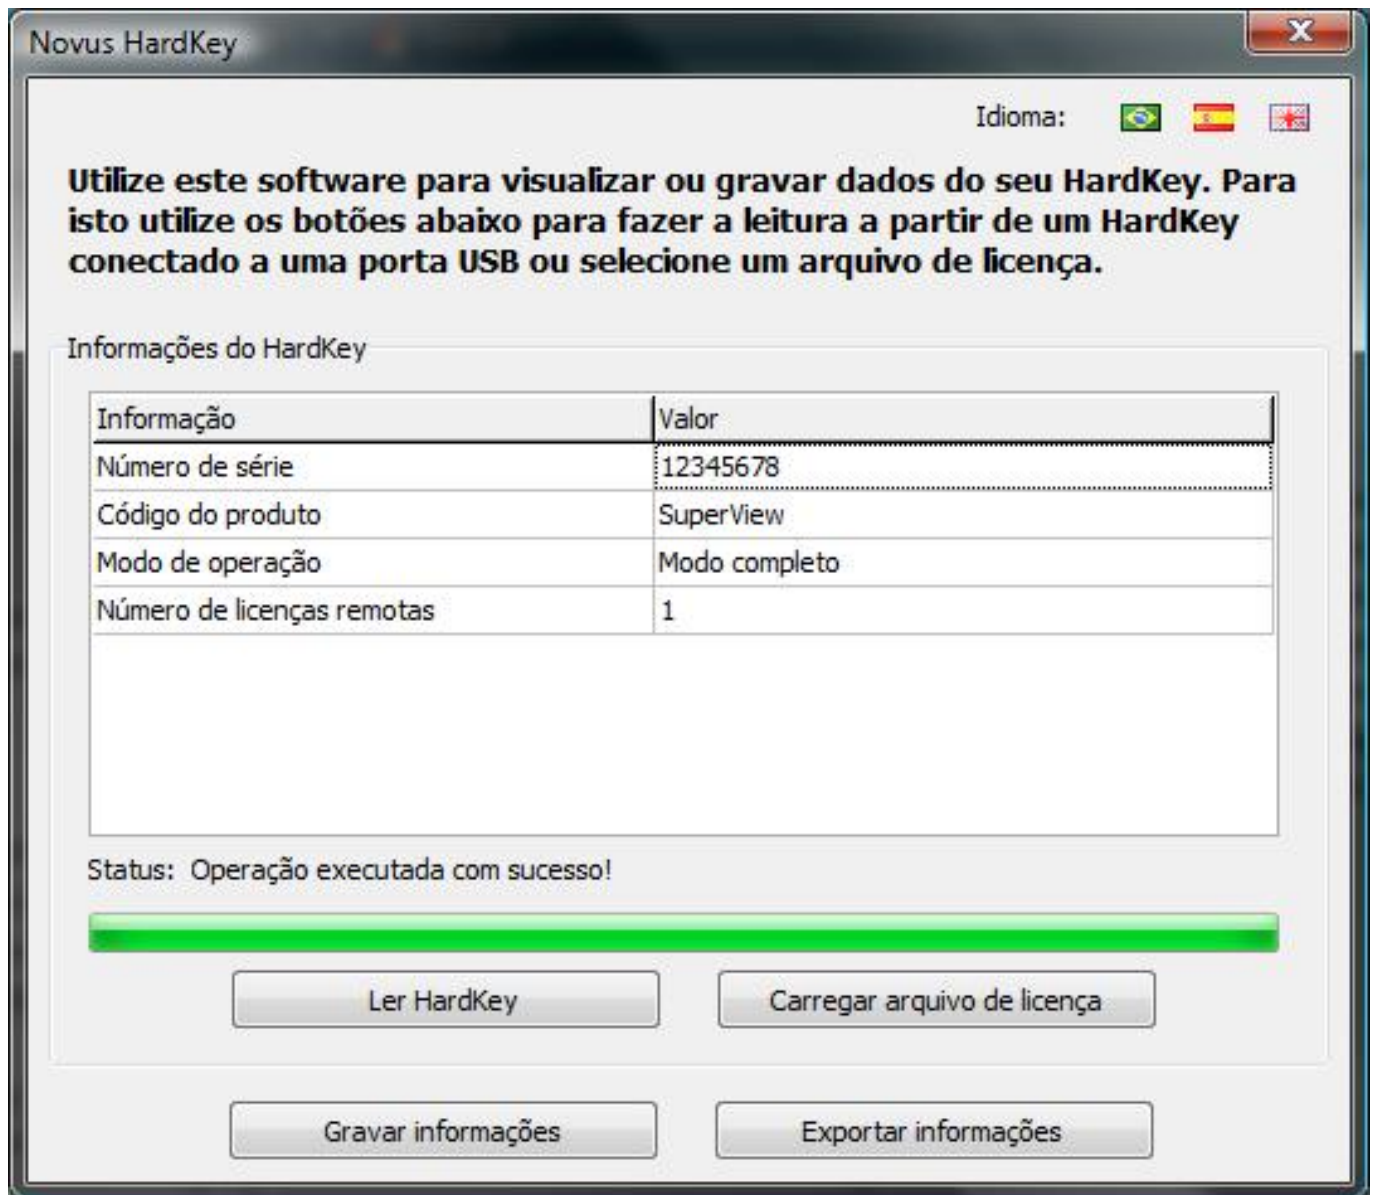 Novus HardKey
Idioma:
Utilize este software para visualizar ou gravar dados do seu HardKey. Para
isto utilize os botões abaixo para fazer a leitura a partir de um HardKey
conectado a uma porta USB ou selecione um arquivo de licença.
Informações do HardKey
Informação Valor
Número de série 12345678
Código do produto SuperView
Modo de operação Modo completo
Número de licenças remotas 1
Status: Operação executada com sucesso!
Ler HardKey Carregar arquivo de licença
Gravar informações Exportar informações